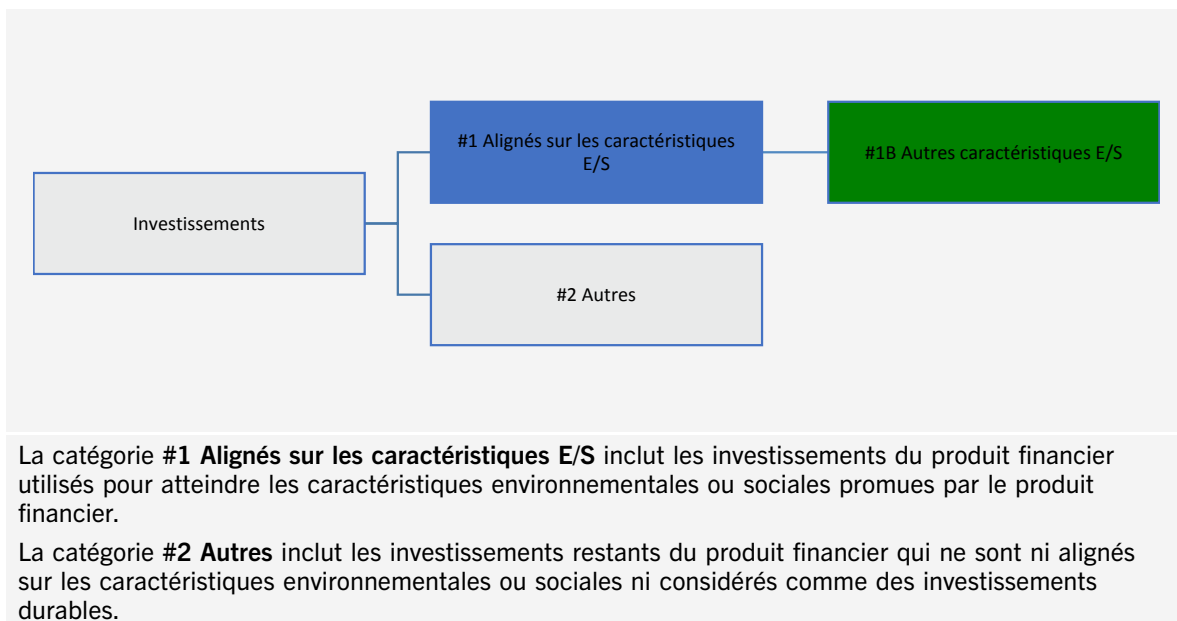 #1 Alignés sur les caractéristiques
E/S
#1B Autres caractéristiques E/S
Investissements
#2 Autres
La catégorie #1 Alignés sur les caractéristiques E/S inclut les investissements du produit financier
utilisés pour atteindre les caractéristiques environnementales ou sociales promues par le produit
financier.
La catégorie #2 Autres inclut les investissements restants du produit financier qui ne sont ni alignés
sur les caractéristiques environnementales ou sociales ni considérés comme des investissements
durables.